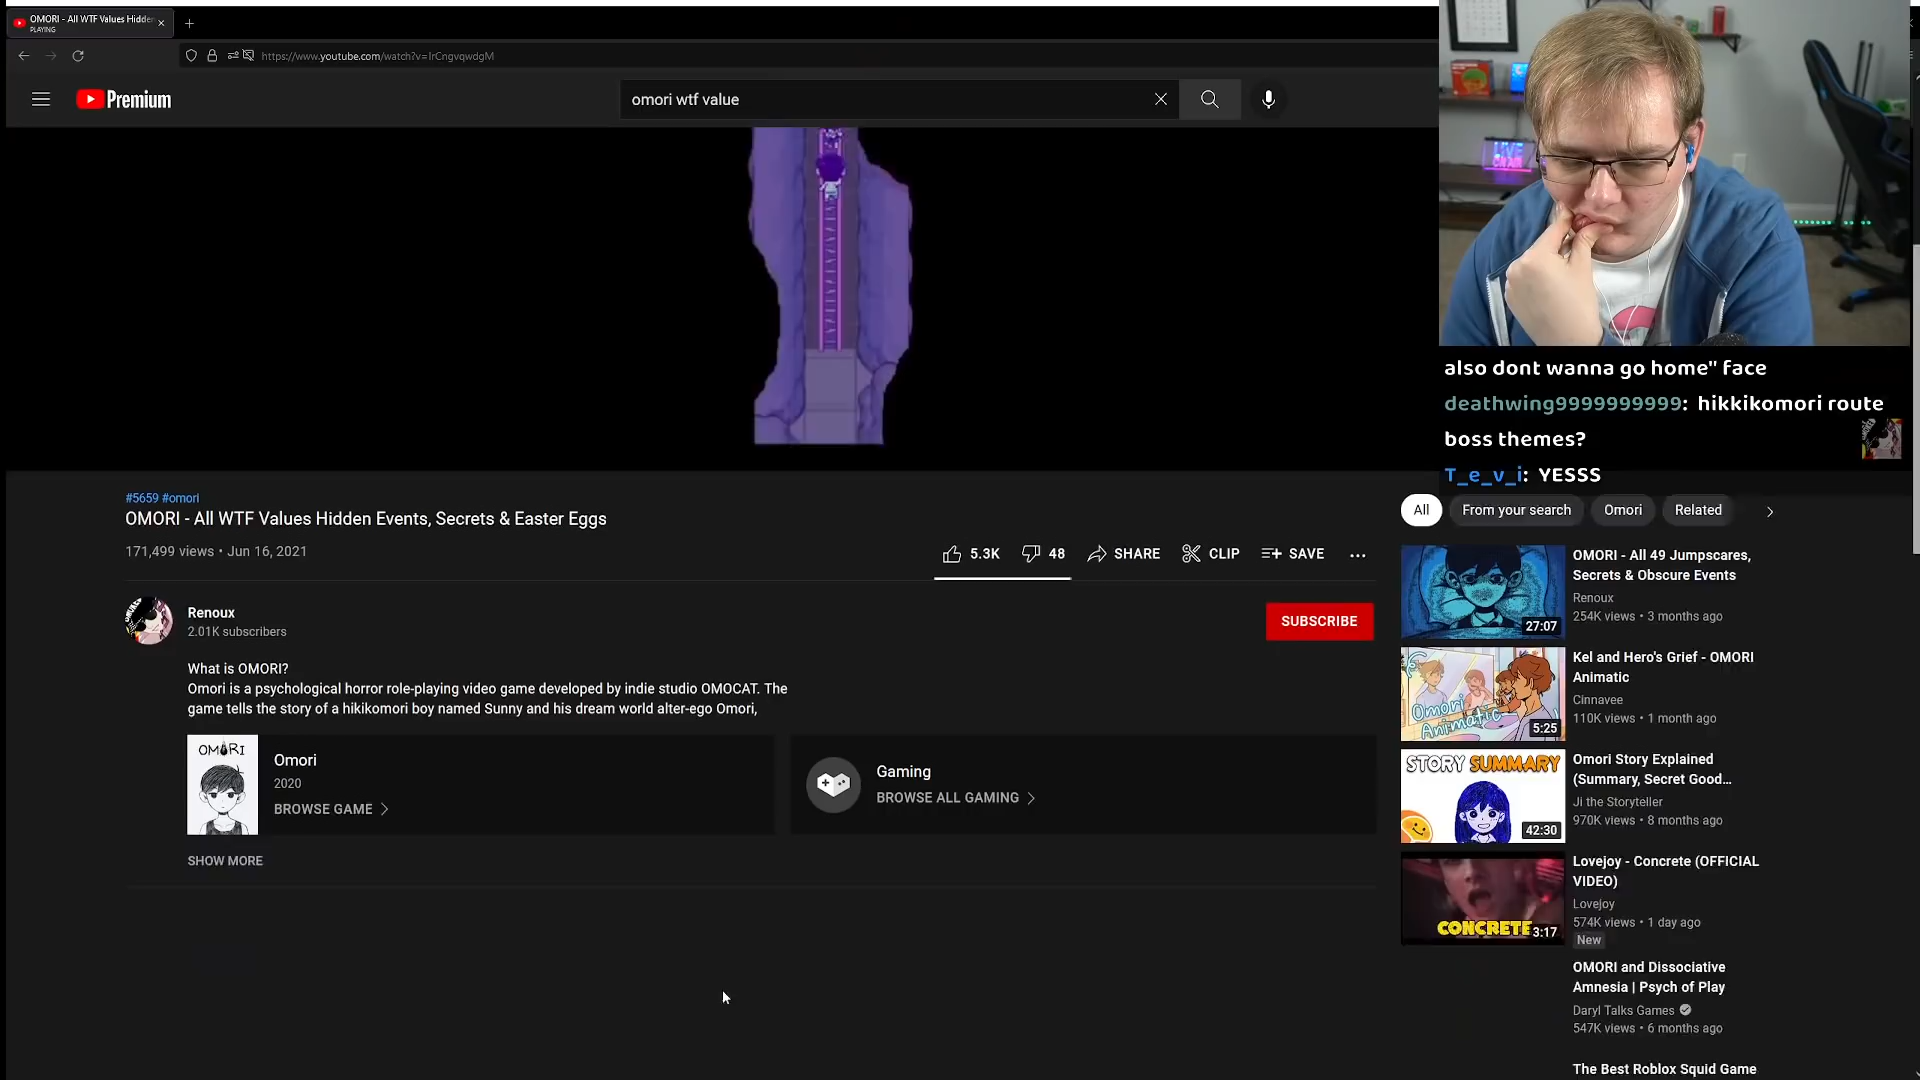 OMORI - All WTF Values Hidden
PLAYING
https://www.youtube.com/watch?v=IrCngvqwdgM
Premium
omori wtf value
also dont wanna go home" face
deathwing9999999999: hikkikomori route
boss themes?
T_e_v_i: YESSS
#5659 #omori
OMORI - All WTF Values Hidden Events, Secrets & Easter Eggs
171,499 views • Jun 16, 2021
5.3K
48
SHARE
CLIP
SAVE
Renoux
2.01K subscribers
SUBSCRIBE
What is OMORI?
Omori is a psychological horror role-playing video game developed by indie studio OMOCAT. The
game tells the story of a hikikomori boy named Sunny and his dream world alter-ego Omori,
OMORI
Omori
2020
BROWSE GAME
Gaming
BROWSE ALL GAMING
SHOW MORE
All
From your search
Omori
Related
27:07
OMORI - All 49 Jumpscares,
Secrets & Obscure Events
Renoux
254K views • 3 months ago
Omori
Animatic
5:25
Kel and Hero's Grief - OMORI
Animatic
Cinnavee
110K views • 1 month ago
STORY SUMMARY
42:30
Omori Story Explained
(Summary, Secret Good...
Ji the Storyteller
970K views • 8 months ago
CONCRETE
3:17
Lovejoy - Concrete (OFFICIAL
VIDEO)
Lovejoy
574K views • 1 day ago
New
OMORI and Dissociative
Amnesia | Psych of Play
Daryl Talks Games
547K views • 6 months ago
The Best Roblox Squid Game